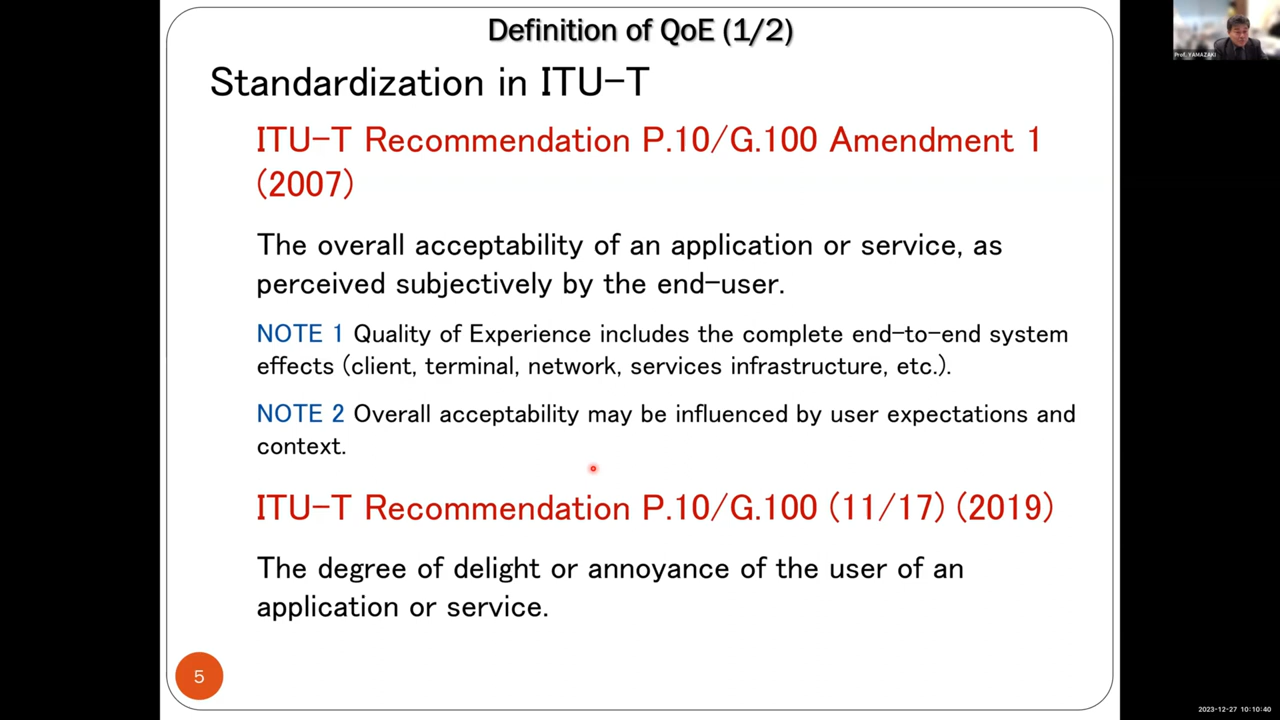 Definition of QoE (1/2)
Standardization in ITU-T
ITU-T Recommendation P.10/G.100 Amendment 1
(2007)
The overall acceptability of an application or service, as
perceived subjectively by the end-user.
NOTE 1 Quality of Experience includes the complete end-to-end system
effects (client, terminal, network, services infrastructure, etc.).
NOTE 2 Overall acceptability may be influenced by user expectations and
context.
ITU-T Recommendation P.10/G.100 (11/17) (2019)
The degree of delight or annoyance of the user of an
application or service.
5
Prof. YAMAZAKI
2023-12-27 10:10:40